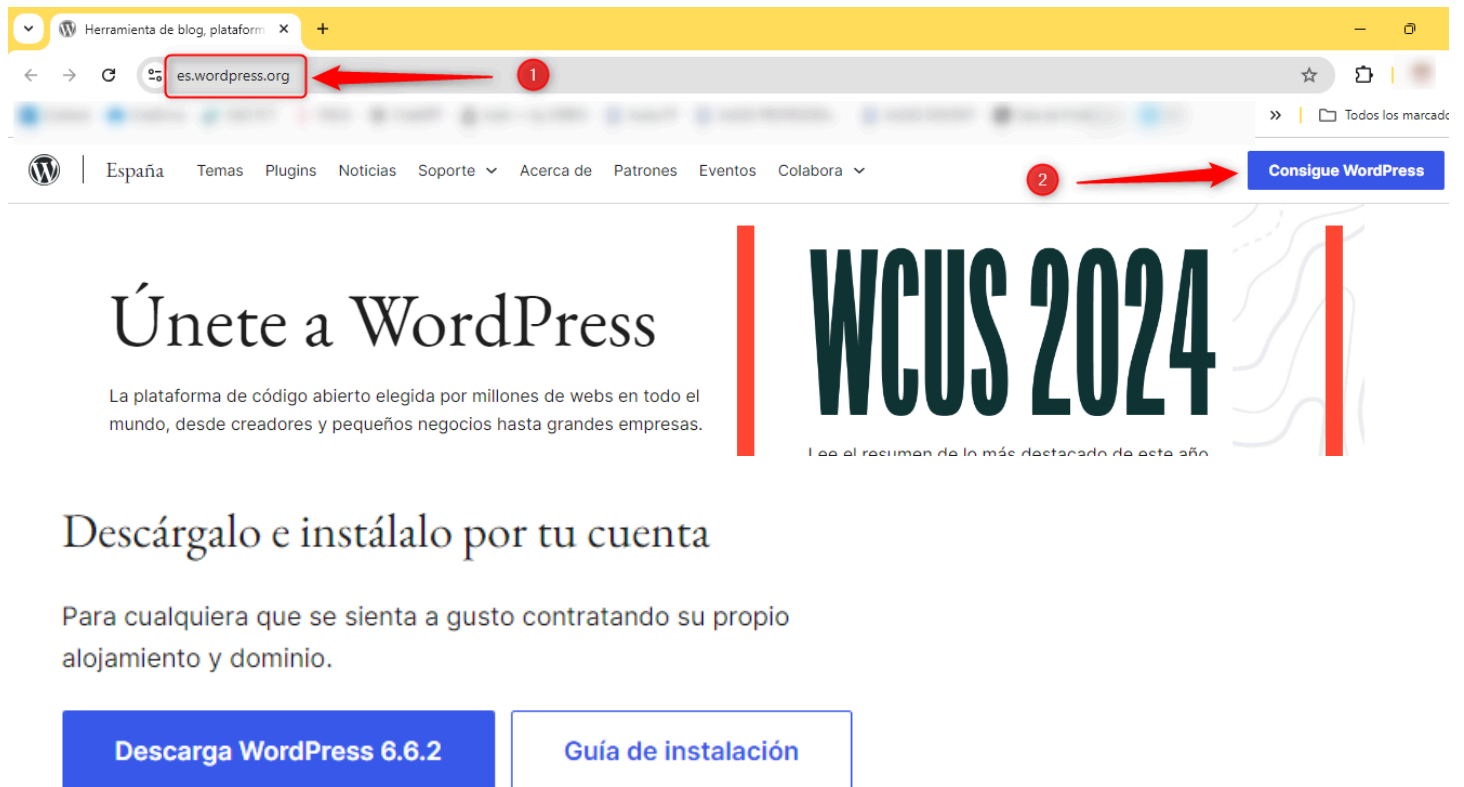 Herramienta de blog, plataform
es.wordpress.org
1
Todos los marcado
España Temas Plugins Noticias Soporte Acerca de Patrones Eventos Colabora
2
Consigue WordPress
Únete a WordPress
La plataforma de código abierto elegida por millones de webs en todo el
mundo, desde creadores y pequeños negocios hasta grandes empresas.
WCUS 2024
Lee el resumen de lo más destacado de este año
Descárgalo e instálalo por tu cuenta
Para cualquiera que se sienta a gusto contratando su propio
alojamiento y dominio.
Descarga WordPress 6.6.2
Guía de instalación